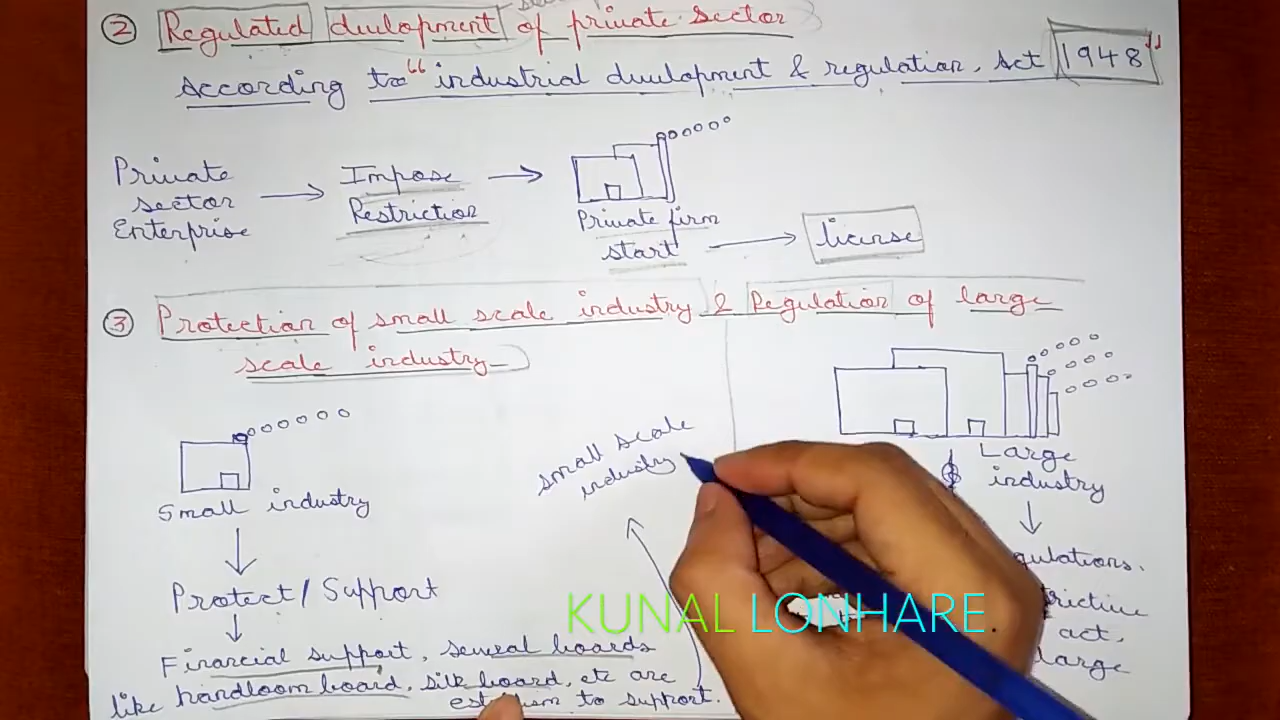 ② Regulated development of private sector
According to "industrial development & regulation, Act 1948"
Private sector Enterprise → Impose Restriction → Private firm start → license
③ Protection of small scale industry & Regulation of large
scale industry
Small industry
Protect/Support
Financial support, several boards
like handloom board, silk board, etc are
to support.
small scale
industry
Large
industry
act,
large
KUNAL LONHARE